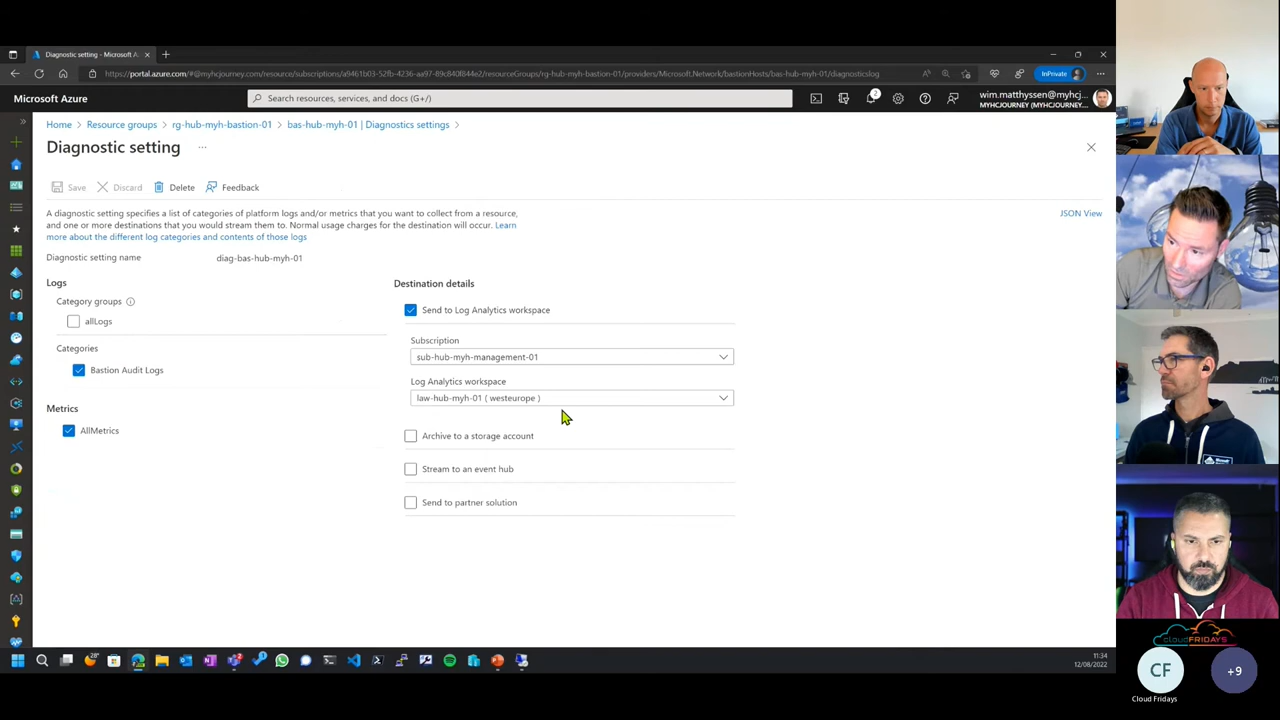 Diagnostic setting - Microsoft A
https://portal.azure.com/#@myhcjourney.com/resource/subscriptions/a9461b03-52fb-4236-aa97-89c840f844e2/resourceGroups/rg-hub-myh-bastion-01/providers/Microsoft.Network/bastionHosts/bas-hub-myh-01/diagnosticslog
InPrivate
Microsoft Azure
Search resources, services, and docs (G+/)
2
wim.matthyssen@myhcj...
MYHCJOURNEY (MYHCJOURNEY....
Home > Resource groups > rg-hub-myh-bastion-01 > bas-hub-myh-01 | Diagnostics settings >
Diagnostic setting ...
Save Discard Delete Feedback
A diagnostic setting specifies a list of categories of platform logs and/or metrics that you want to collect from a resource,
and one or more destinations that you would stream them to. Normal usage charges for the destination will occur. Learn
more about the different log categories and contents of those logs
JSON View
Diagnostic setting name diag-bas-hub-myh-01
Logs
Category groups
allLogs
Categories
Bastion Audit Logs
Metrics
AllMetrics
Destination details
Send to Log Analytics workspace
Subscription
sub-hub-myh-management-01
Log Analytics workspace
law-hub-myh-01 ( westeurope )
Archive to a storage account
Stream to an event hub
Send to partner solution
28°
11:34
12/08/2022
cloudFRIDAYS
CF
+9
Cloud Fridays